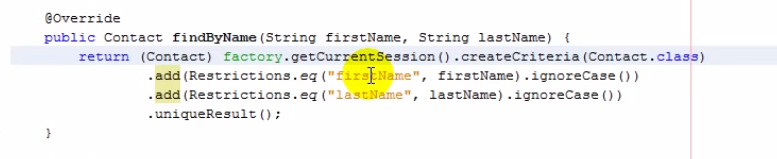 @Override
public Contact findByName(String firstName, String lastName) {
return (Contact) factory.getCurrentSession().createCriteria(Contact.class)
.add(Restrictions.eq("firstName", firstName).ignoreCase())
.add(Restrictions.eq("lastName", lastName).ignoreCase())
.uniqueResult();
}